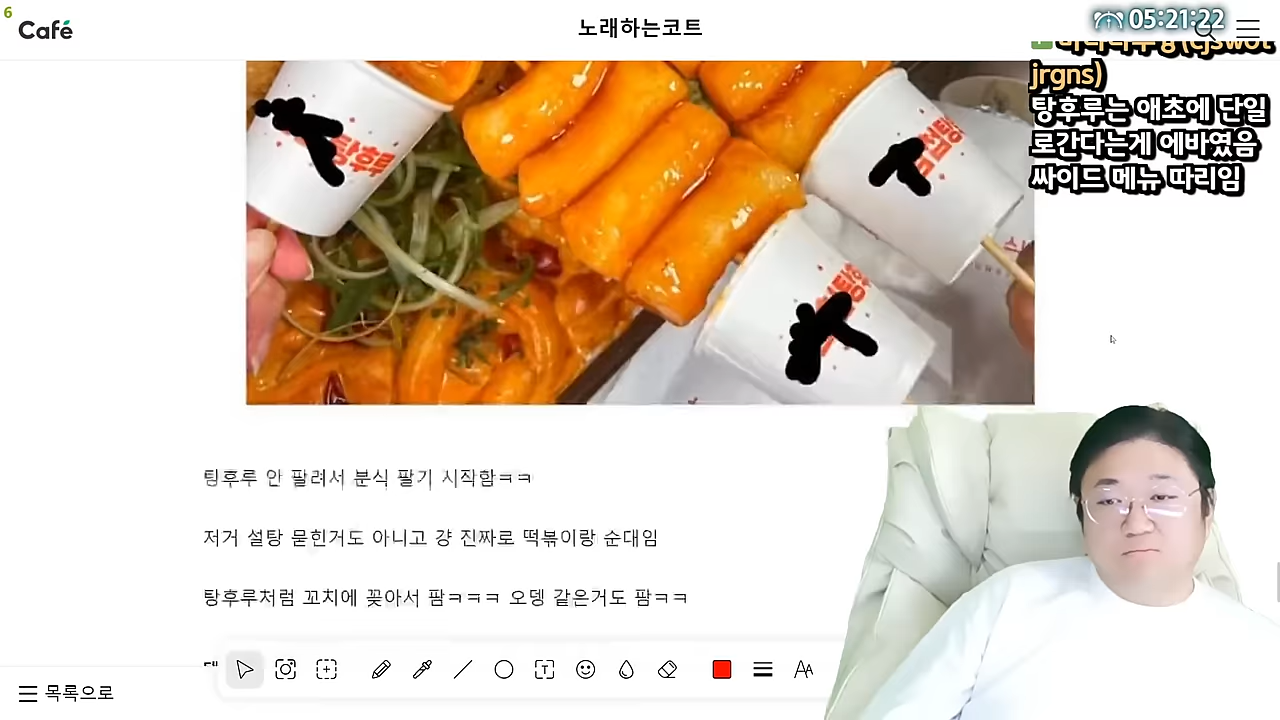 6
Café
노래하는코트
05:21:22
jrgns)
탕후루는 애초에 단일
로간다는게 에바였음
싸이드 메뉴 따리임
탕후루
팅후루 안 팔려서 분식 팔기 시작함ㅋㅋ
저거 설탕 묻힌거도 아니고 걍 진짜로 떡볶이랑 순대임
탕후루처럼 꼬치에 꽂아서 팜ㅋㅋㅋ 오뎅 같은거도 팜ㅋㅋ
목록으로